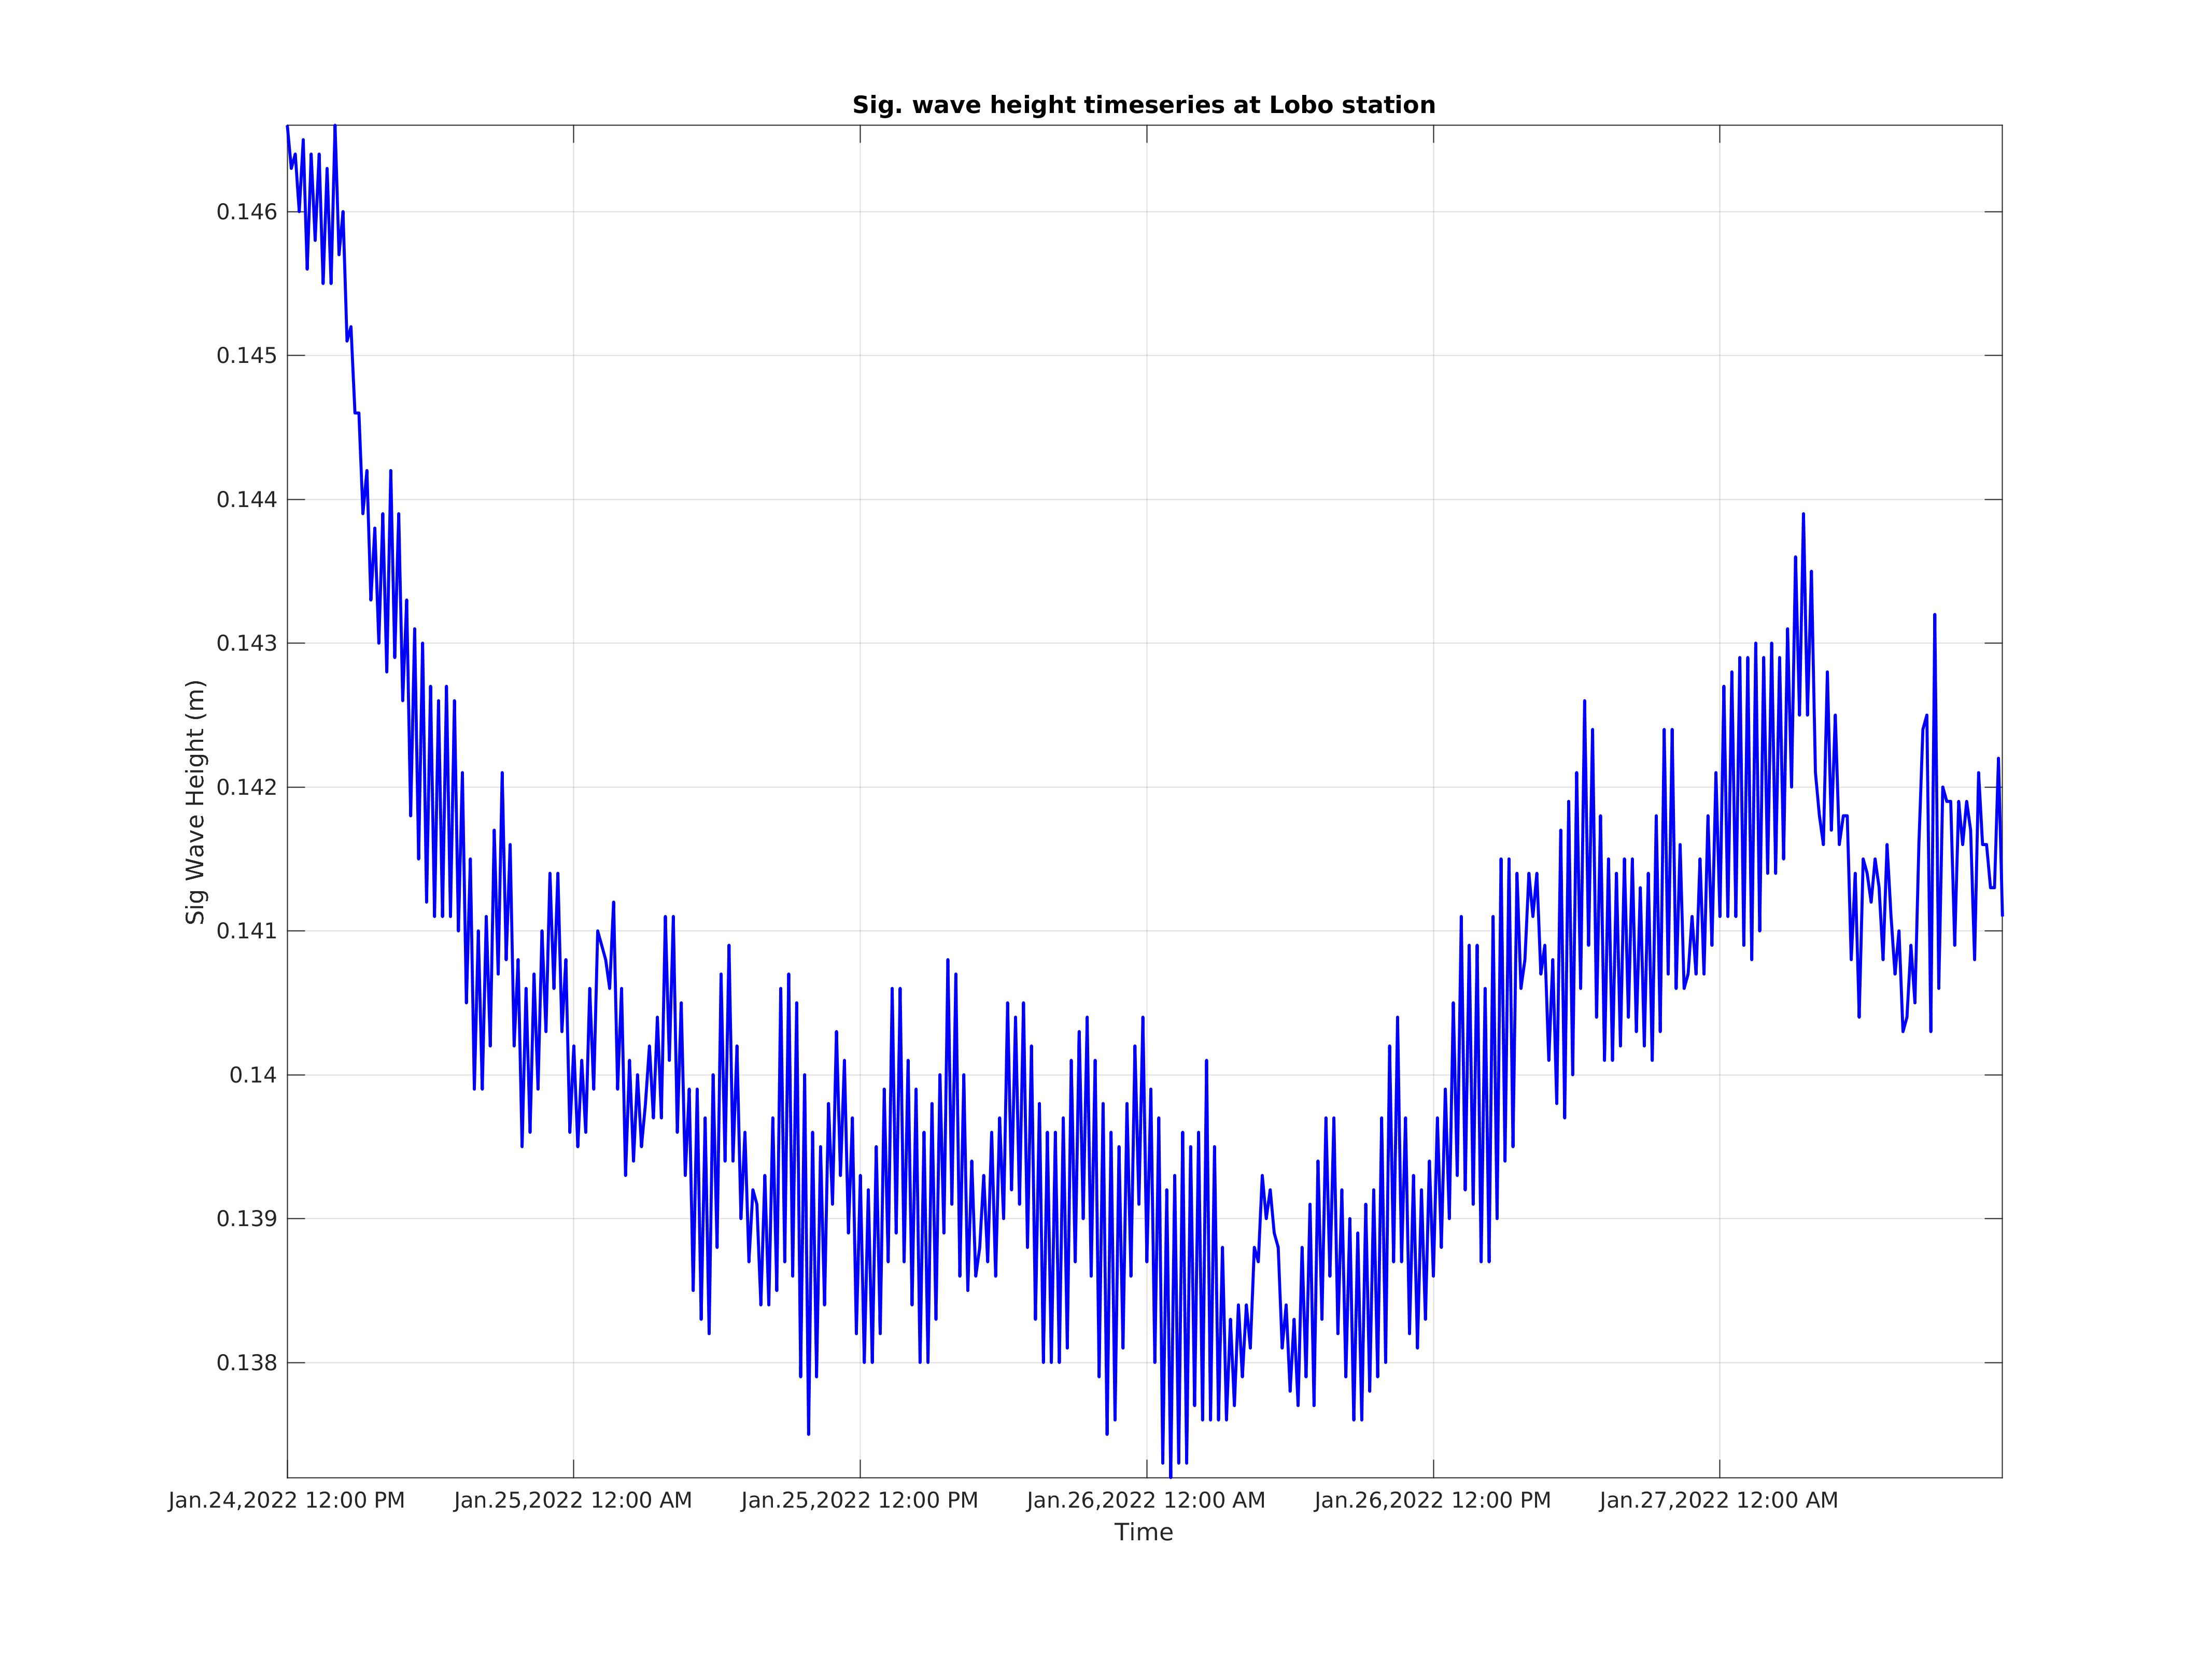 Sig. wave height timeseries at Lobo station
0.146
0.145
0.144
0.143
0.142
0.141
0.14
0.139
0.138
Sig Wave Height (m)
Jan.24,2022 12:00 PM Jan.25,2022 12:00 AM Jan.25,2022 12:00 PM Jan.26,2022 12:00 AM Jan.26,2022 12:00 PM Jan.27,2022 12:00 AM
Time